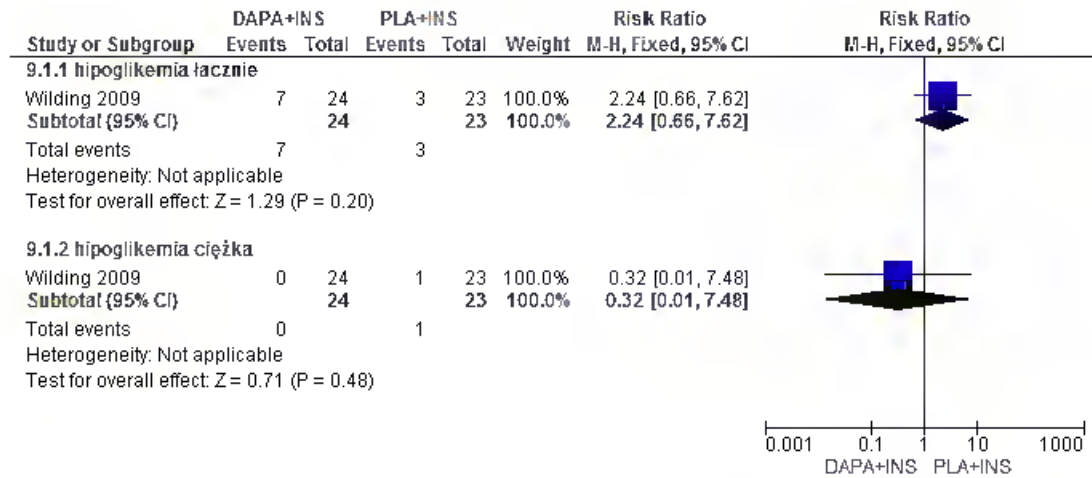 DAPA+INS PLA+INS Risk Ratio Risk Ratio
Study or Subgroup Events Total Events Total Weight M-H, Fixed, 95% CI M-H, Fixed, 95% CI
9.1.1 hipoglikemia łacznie
Wilding 2009 7 24 3 23 100.0% 2.24 [0.66, 7.62]
Subtotal (95% CI) 24 23 100.0% 2.24 [0.66, 7.62]
Total events 7 3
Heterogeneity: Not applicable
Test for overall effect: Z = 1.29 (P = 0.20)
9.1.2 hipoglikemia ciężka
Wilding 2009 0 24 1 23 100.0% 0.32 [0.01, 7.48]
Subtotal (95% CI) 24 23 100.0% 0.32 [0.01, 7.48]
Total events 0 1
Heterogeneity: Not applicable
Test for overall effect: Z = 0.71 (P = 0.48)
0.001 0.1 1 10 1000
DAPA+INS PLA+INS